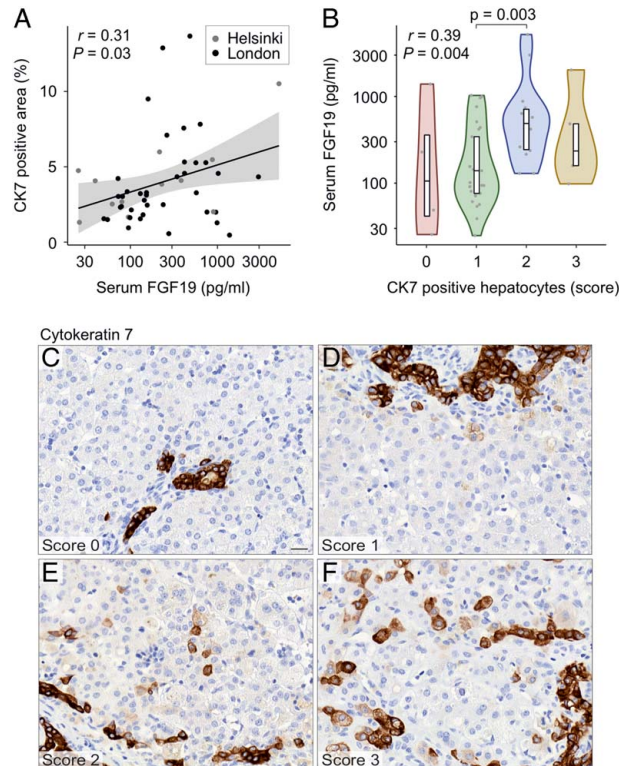 A
r = 0.31
P = 0.03
Helsinki
London
CK7 positive area (%)
10
5
0
30 100 300 1000 3000
Serum FGF19 (pg/ml)
B
p = 0.003
r = 0.39
P = 0.004
Serum FGF19 (pg/ml)
3000
1000
300
100
30
0 1 2 3
CK7 positive hepatocytes (score)
Cytokeratin 7
C
Score 0
D
Score 1
E
Score 2
F
Score 3